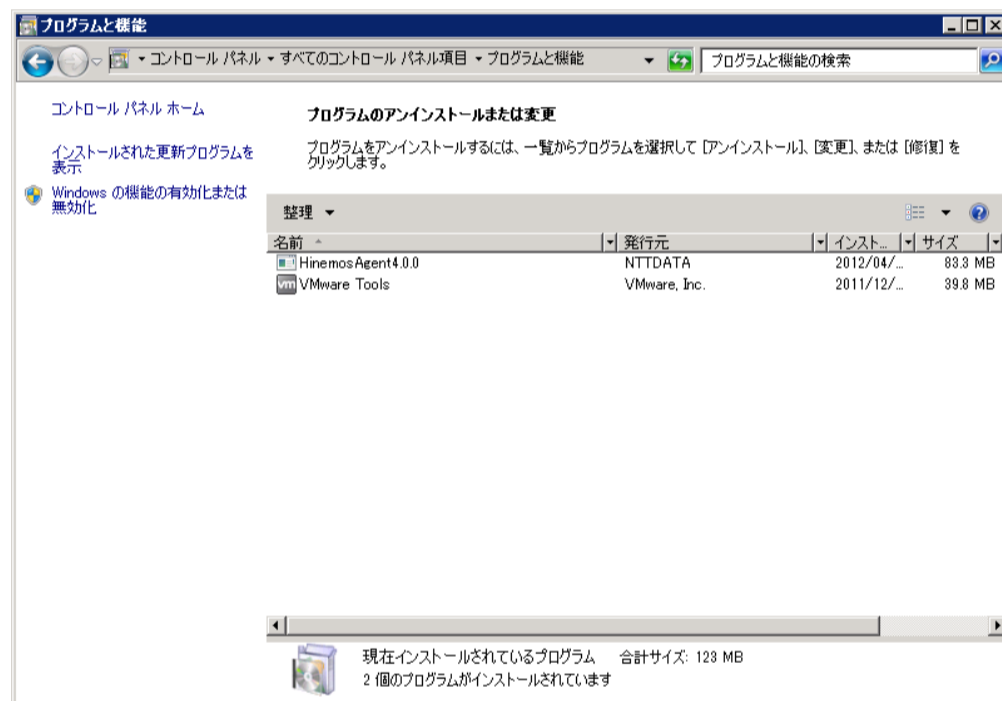 プログラムと機能
コントロール パネル ▾ すべてのコントロール パネル項目 ▾ プログラムと機能
プログラムと機能の検索
コントロール パネル ホーム
インストールされた更新プログラムを
表示
Windows の機能の有効化または
無効化
プログラムのアンインストールまたは変更
プログラムをアンインストールするには、一覧からプログラムを選択して [アンインストール]、[変更]、または [修復] を
クリックします。
整理
名前 発行元 インスト... サイズ
HinemosAgent4.0.0 NTTDATA 2012/04/... 83.3 MB
vm VMware Tools VMware, Inc. 2011/12/... 39.8 MB
現在インストールされているプログラム 合計サイズ: 123 MB
2 個のプログラムがインストールされています